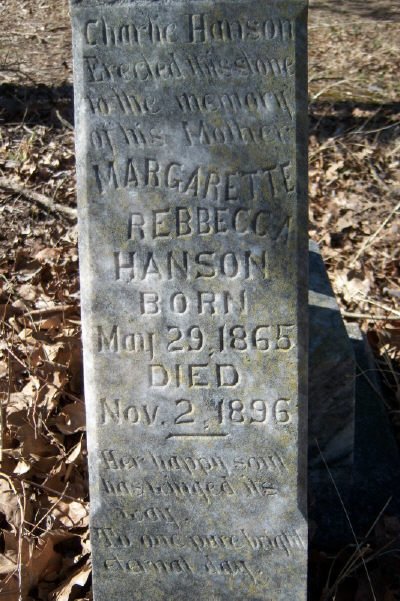 Charlie Hanson
Erected this stone
to the memory
of his Mother
MARGARETTE
REBBECCA
HANSON
BORN
May 29, 1865
DIED
Nov. 2, 1896
Her happy soul
has winged its
way
To one pure bright
eternal day.